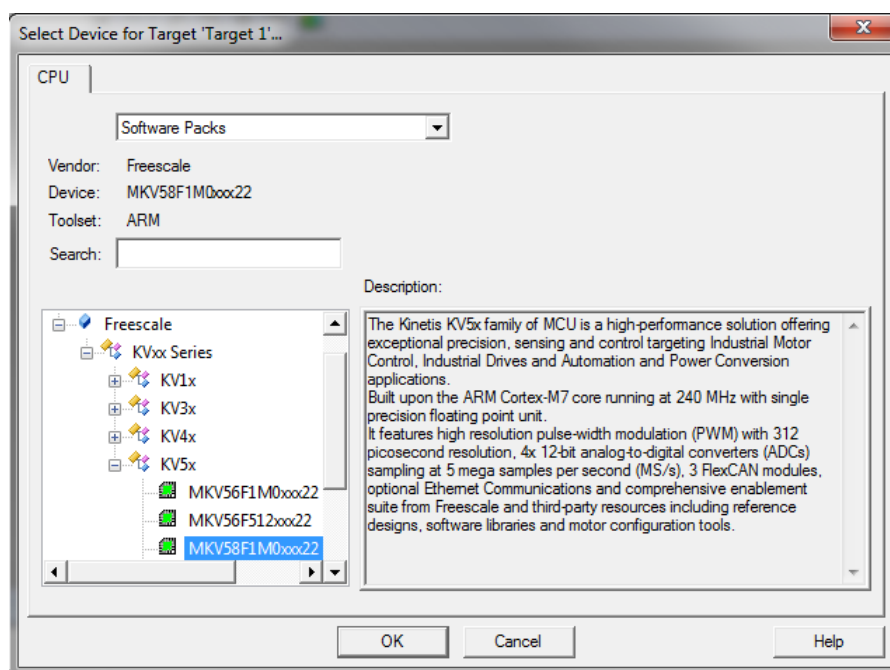 Select Device for Target 'Target 1'...
CPU
Software Packs
Vendor: Freescale
Device: MKV58F1M0xxx22
Toolset: ARM
Search:
Description:
Freescale
KVxx Series
KV1x
KV3x
KV4x
KV5x
MKV56F1M0xxx22
MKV56F512xxx22
MKV58F1M0xxx22
The Kinetis KV5x family of MCU is a high-performance solution offering
exceptional precision, sensing and control targeting Industrial Motor
Control, Industrial Drives and Automation and Power Conversion
applications.
Built upon the ARM Cortex-M7 core running at 240 MHz with single
precision floating point unit.
It features high resolution pulse-width modulation (PWM) with 312
picosecond resolution, 4x 12-bit analog-to-digital converters (ADCs)
sampling at 5 mega samples per second (MS/s), 3 FlexCAN modules,
optional Ethernet Communications and comprehensive enablement
suite from Freescale and third-party resources including reference
designs, software libraries and motor configuration tools.
OK
Cancel
Help